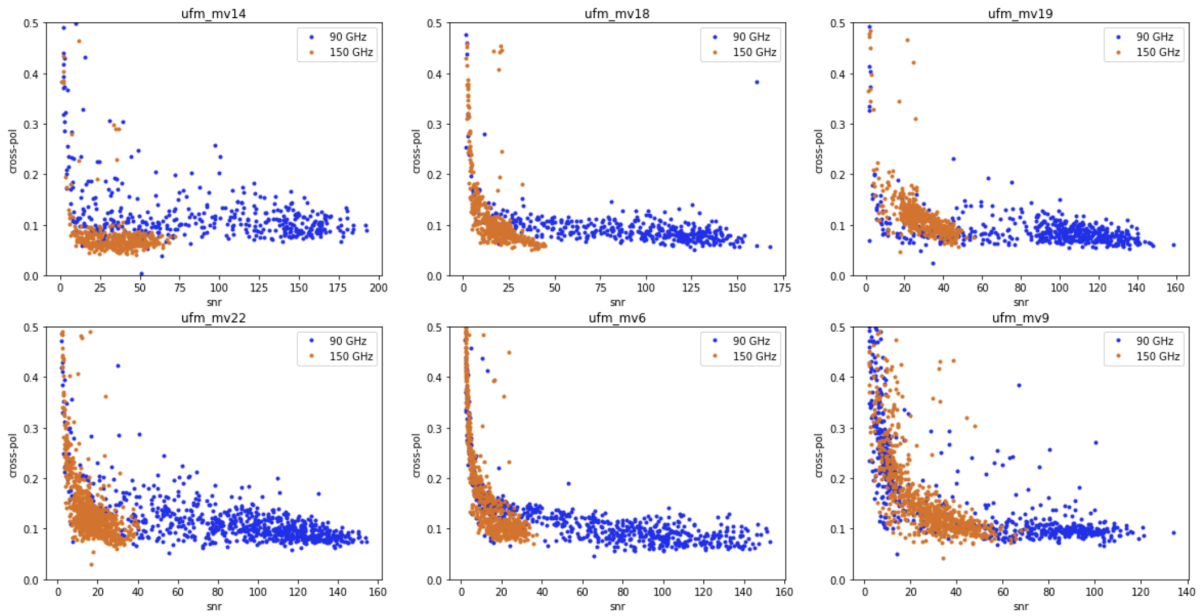 ufm_mv14
0.5
0.4
0.3
0.2
0.1
0.0
cross-pol
0 25 50 75 100 125 150 175 200
snr
90 GHz
150 GHz
ufm_mv18
0.5
0.4
0.3
0.2
0.1
0.0
cross-pol
0 25 50 75 100 125 150 175
snr
90 GHz
150 GHz
ufm_mv19
0.5
0.4
0.3
0.2
0.1
0.0
cross-pol
0 20 40 60 80 100 120 140 160
snr
90 GHz
150 GHz
ufm_mv22
0.5
0.4
0.3
0.2
0.1
0.0
cross-pol
0 20 40 60 80 100 120 140 160
snr
90 GHz
150 GHz
ufm_mv6
0.5
0.4
0.3
0.2
0.1
0.0
cross-pol
0 20 40 60 80 100 120 140 160
snr
90 GHz
150 GHz
ufm_mv9
0.5
0.4
0.3
0.2
0.1
0.0
cross-pol
0 20 40 60 80 100 120 140
snr
90 GHz
150 GHz